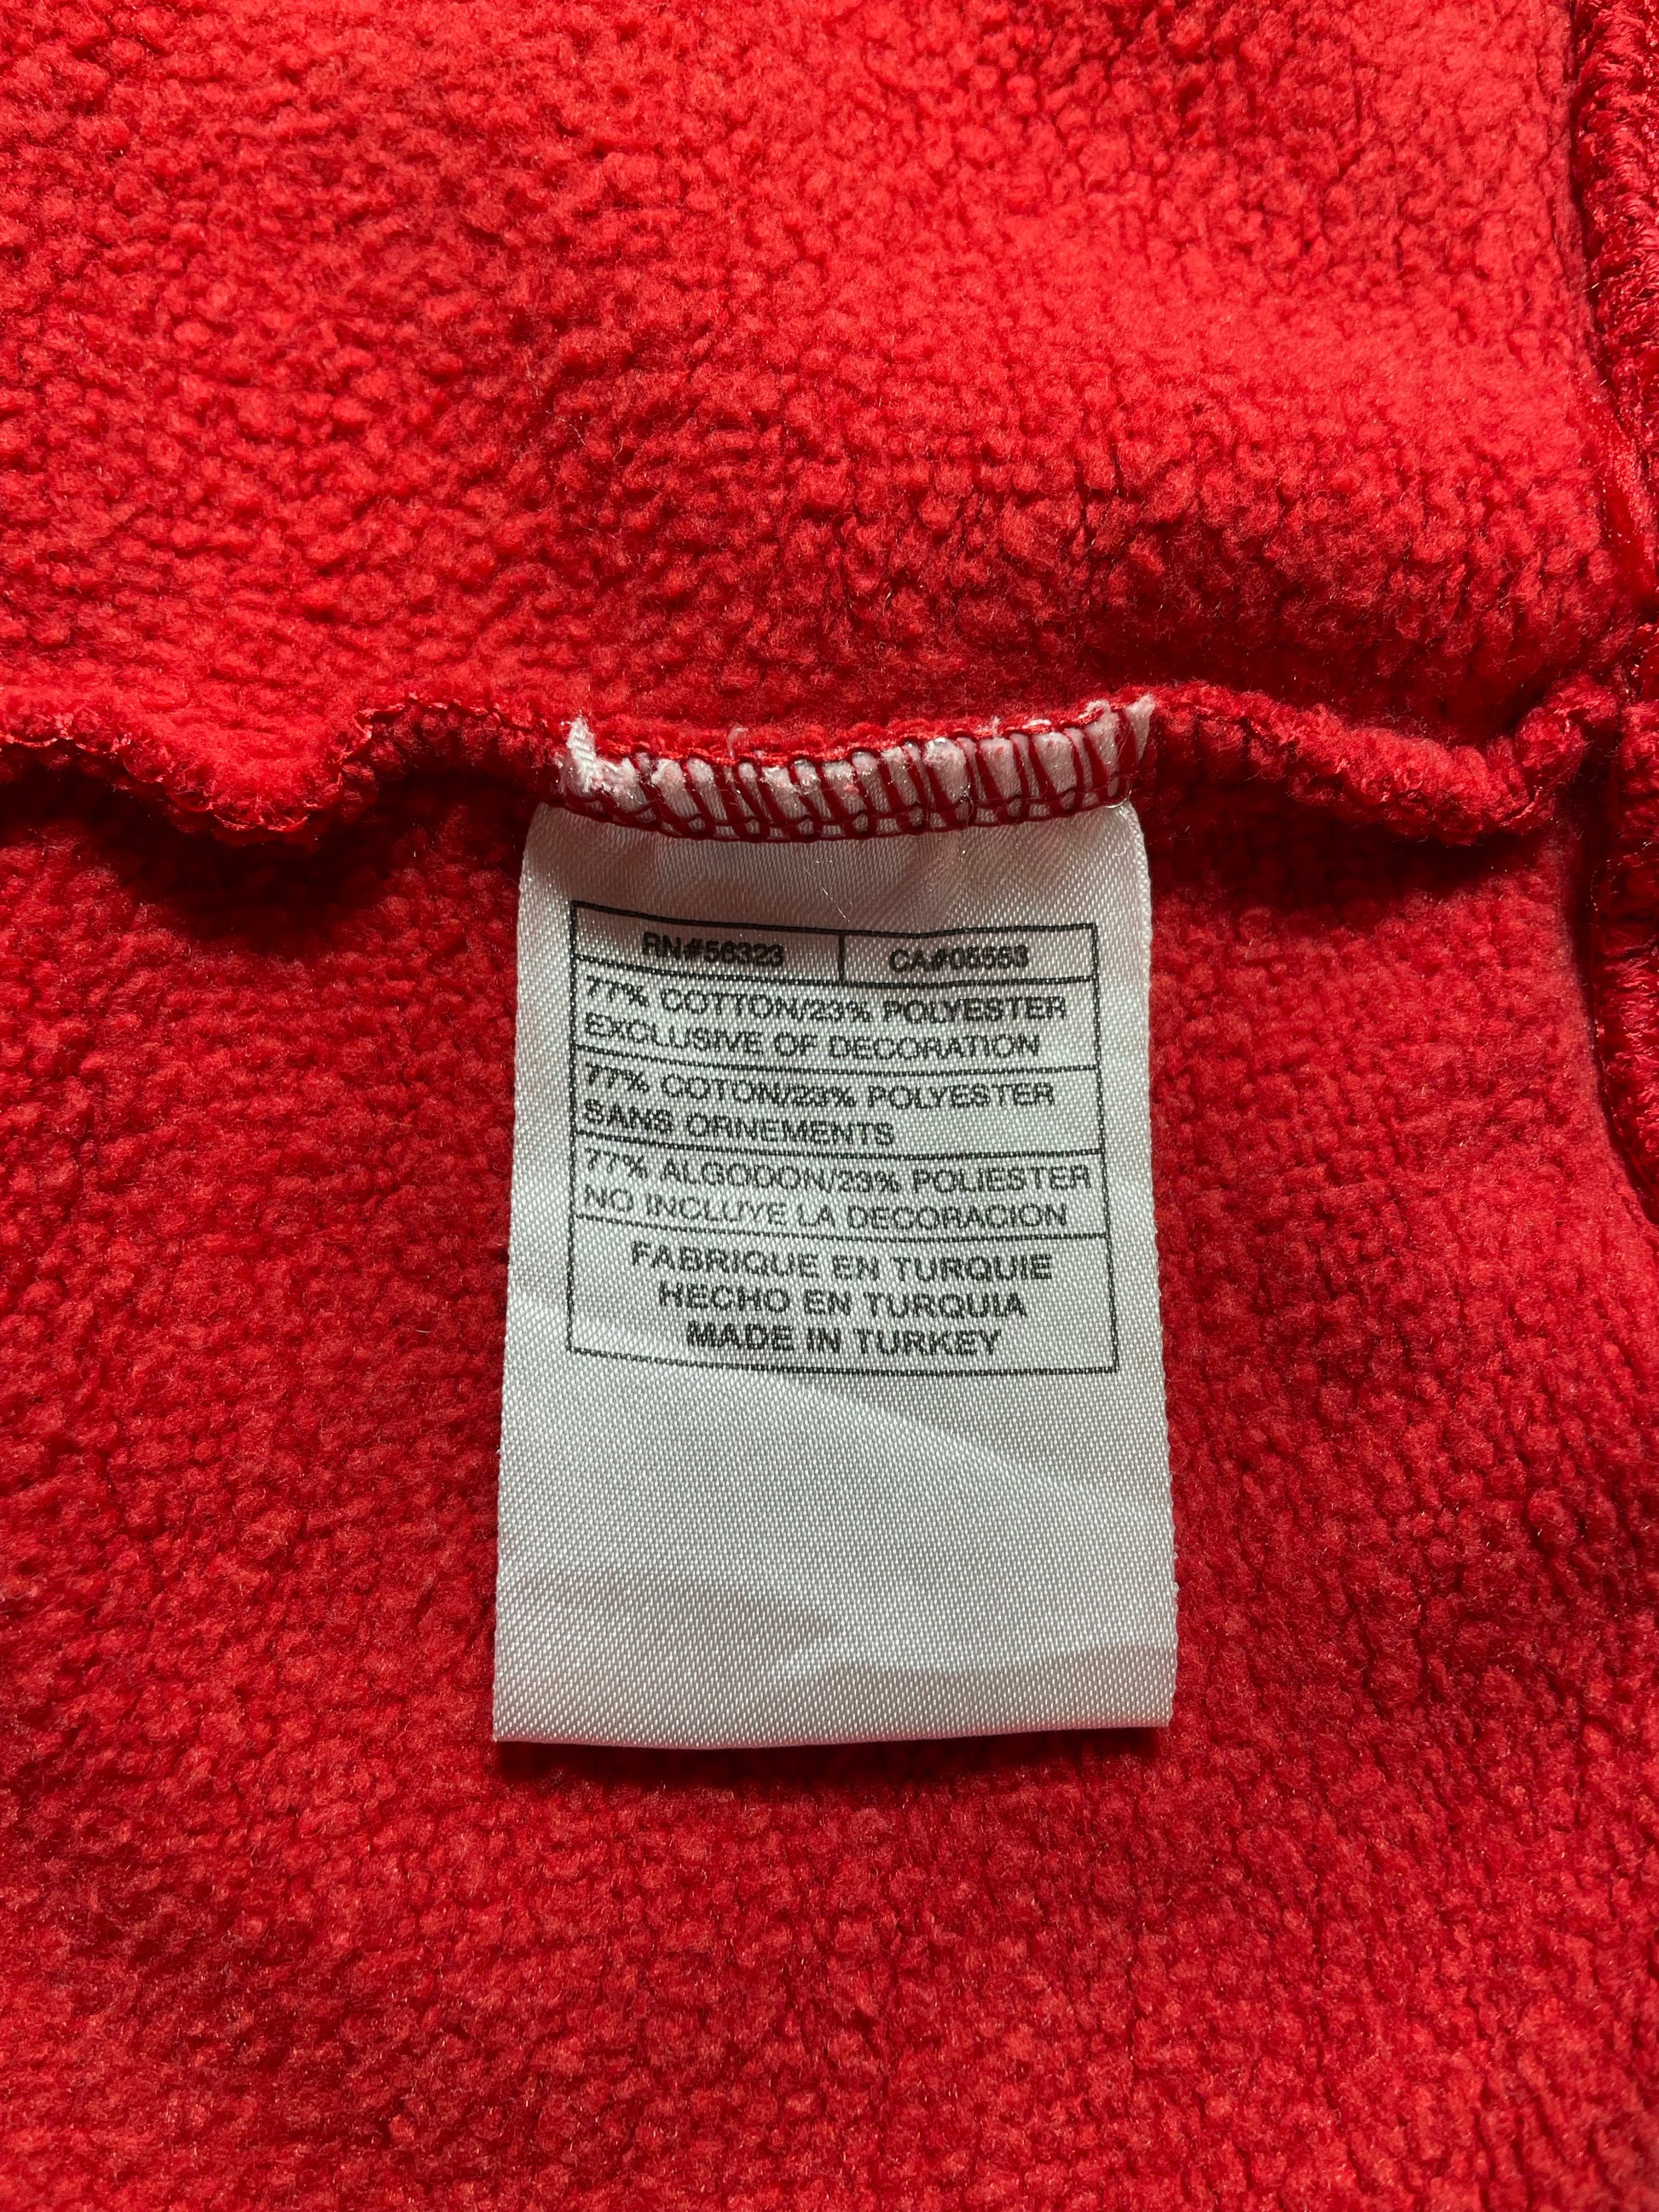 RN#56323 CA#05553
77% COTTON/23% POLYESTER
EXCLUSIVE OF DECORATION
77% COTON/23% POLYESTER
SANS ORNEMENTS
77% ALGODON/23% POLIESTER
NO INCLUYE LA DECORACION
FABRIQUE EN TURQUIE
HECHO EN TURQUIA
MADE IN TURKEY